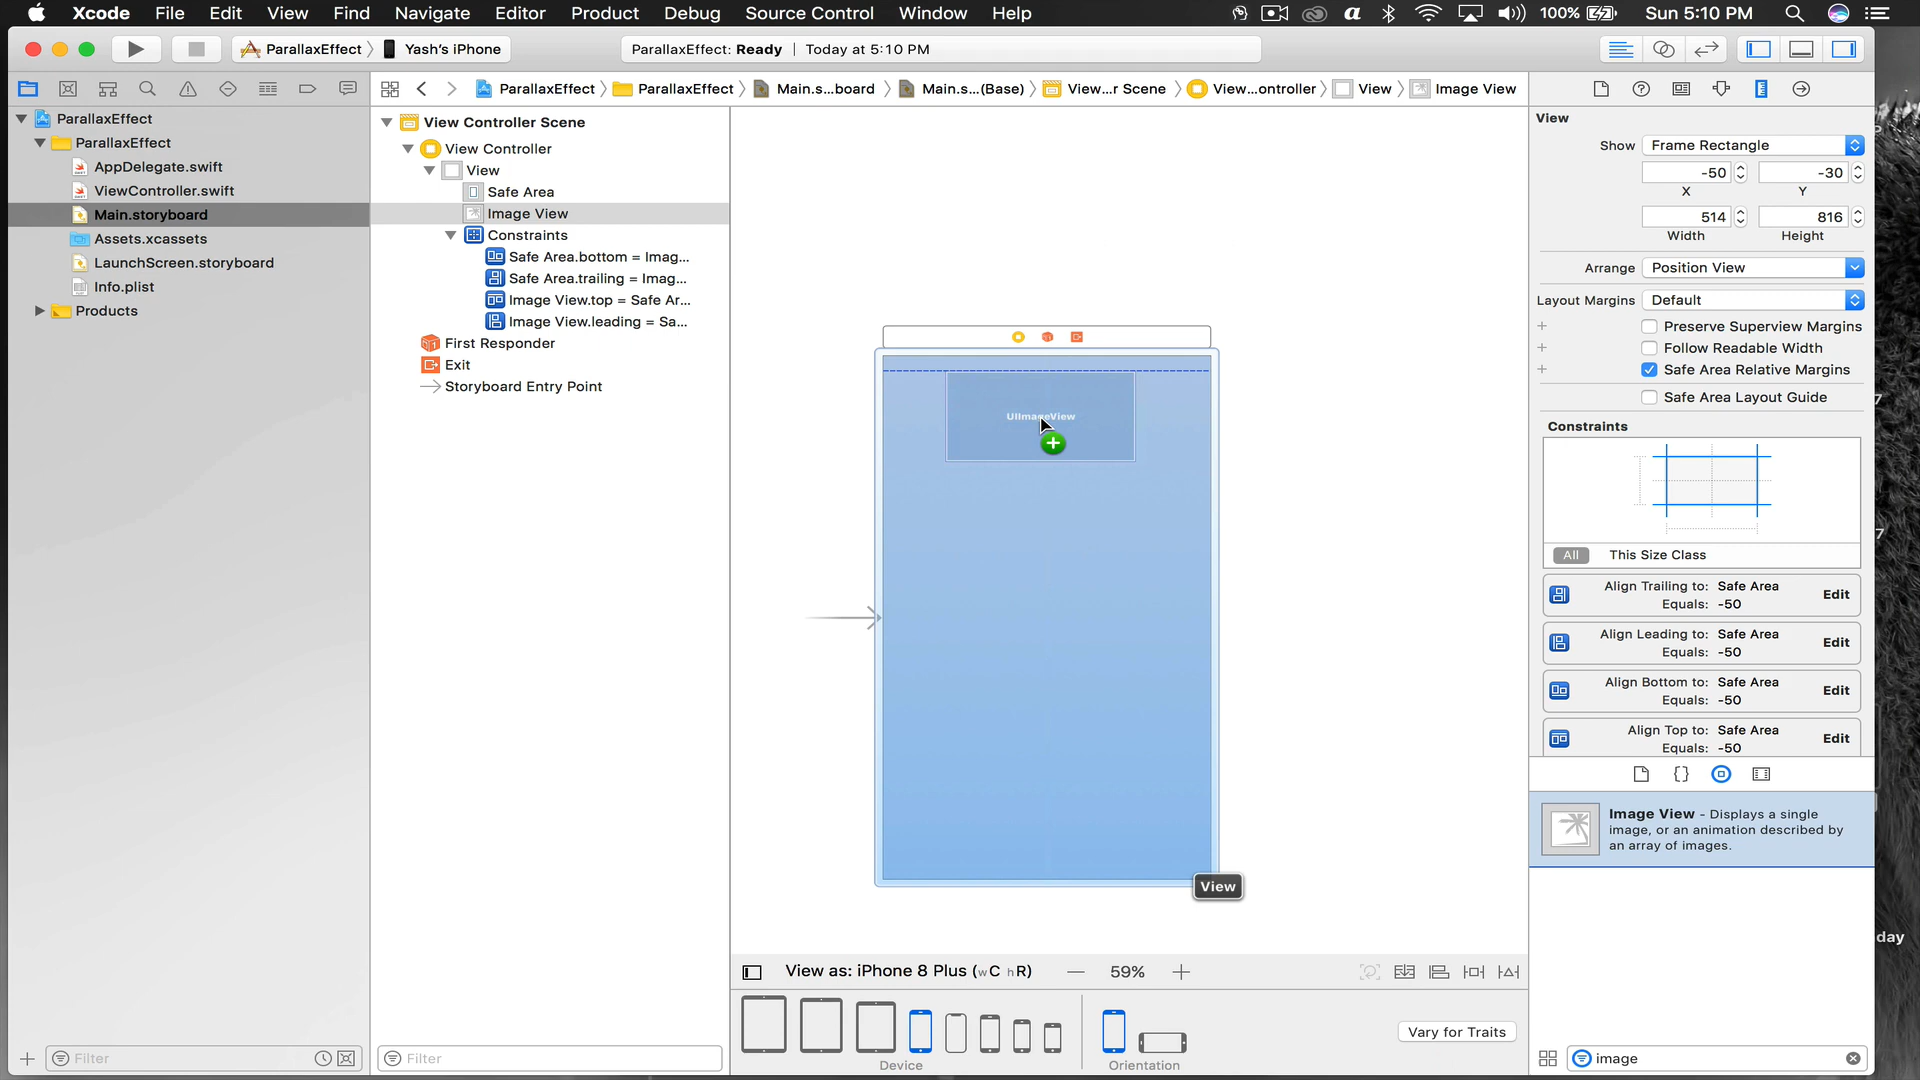 Xcode File Edit View Find Navigate Editor Product Debug Source Control Window Help 100% Sun 5:10 PM
ParallaxEffect Yash's iPhone ParallaxEffect: Ready | Today at 5:10 PM
ParallaxEffect ParallaxEffect Main.s...board Main.s...(Base) View...r Scene View...ontroller View Image View
ParallaxEffect
ParallaxEffect
AppDelegate.swift
ViewController.swift
Main.storyboard
Assets.xcassets
LaunchScreen.storyboard
Info.plist
Products
Filter
View Controller Scene
View Controller
View
Safe Area
Image View
Constraints
Safe Area.bottom = Imag...
Safe Area.trailing = Imag...
Image View.top = Safe Ar...
Image View.leading = Sa...
First Responder
Exit
Storyboard Entry Point
Filter
UIImageView
View
View as: iPhone 8 Plus (wC hR) — 59% +
Vary for Traits
Device Orientation
View
Show Frame Rectangle
-50 -30
X Y
514 816
Width Height
Arrange Position View
Layout Margins Default
Preserve Superview Margins
Follow Readable Width
Safe Area Relative Margins
Safe Area Layout Guide
Constraints
All This Size Class
Align Trailing to: Safe Area
Equals: -50 Edit
Align Leading to: Safe Area
Equals: -50 Edit
Align Bottom to: Safe Area
Equals: -50 Edit
Align Top to: Safe Area
Equals: -50 Edit
Image View - Displays a single
image, or an animation described by
an array of images.
image
day